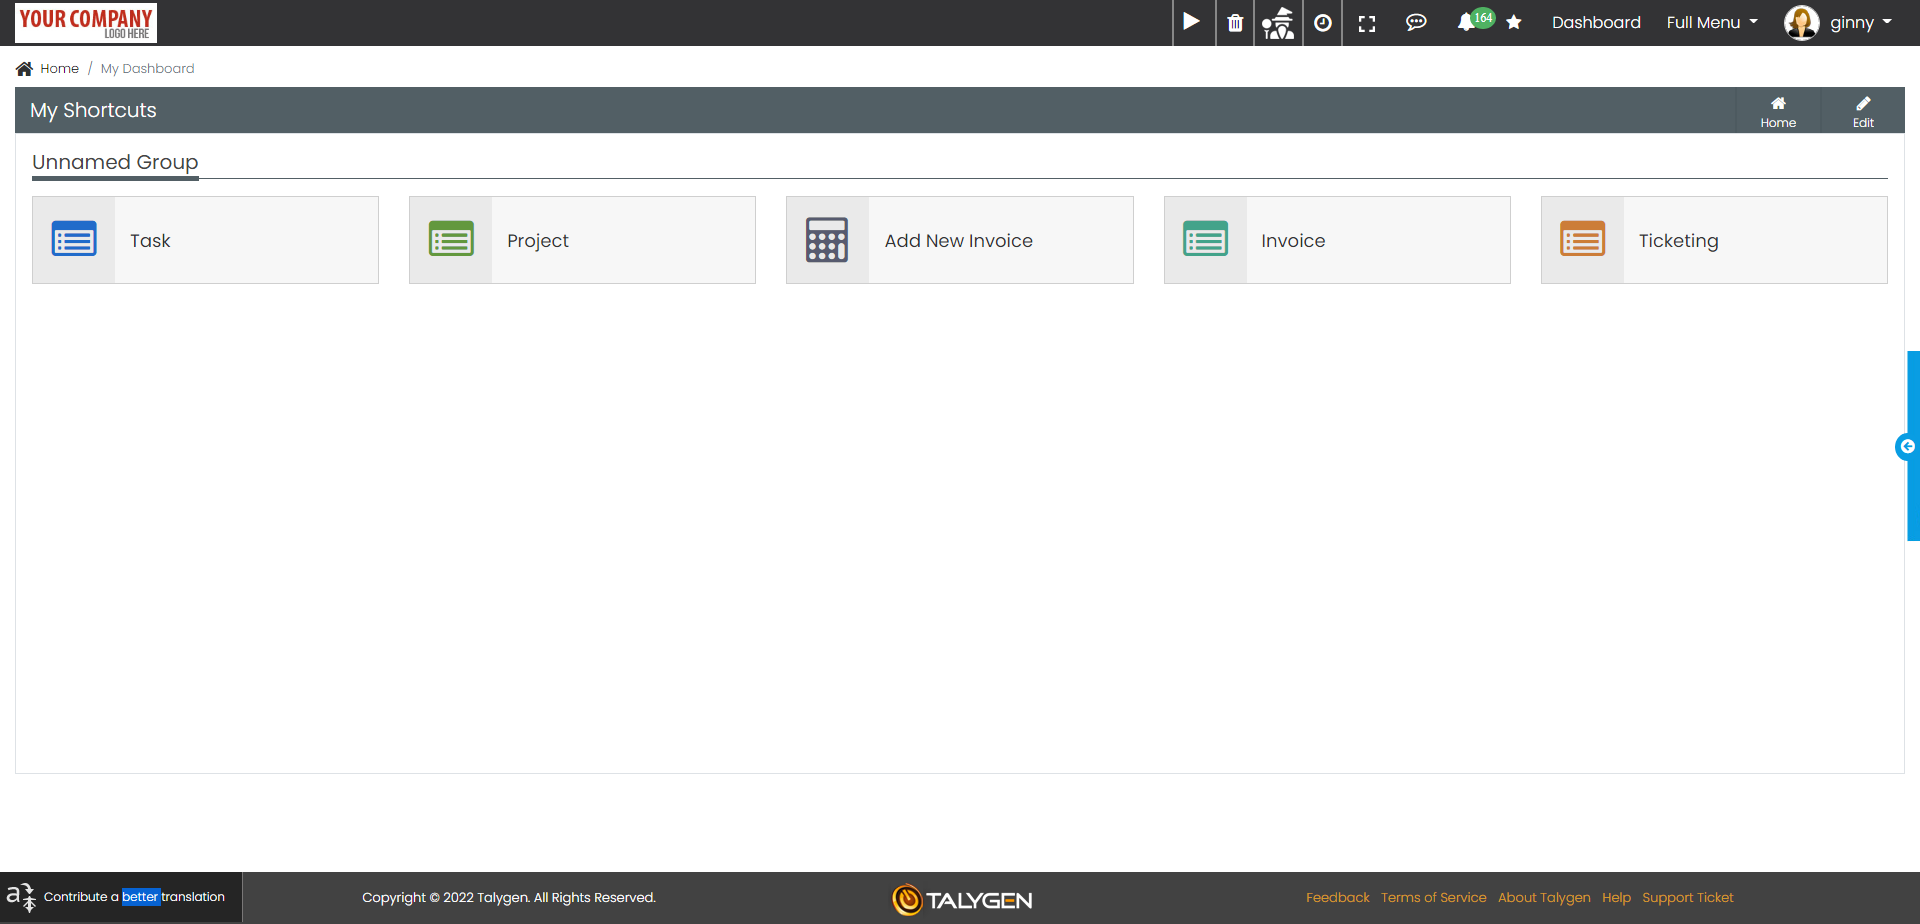 YOUR COMPANY
LOGO HERE
164
Dashboard
Full Menu
ginny
Home / My Dashboard
My Shortcuts
Home
Edit
Unnamed Group
Task
Project
Add New Invoice
Invoice
Ticketing
Contribute a better translation
Copyright © 2022 Talygen. All Rights Reserved.
TALYGEN
Feedback Terms of Service About Talygen Help Support Ticket